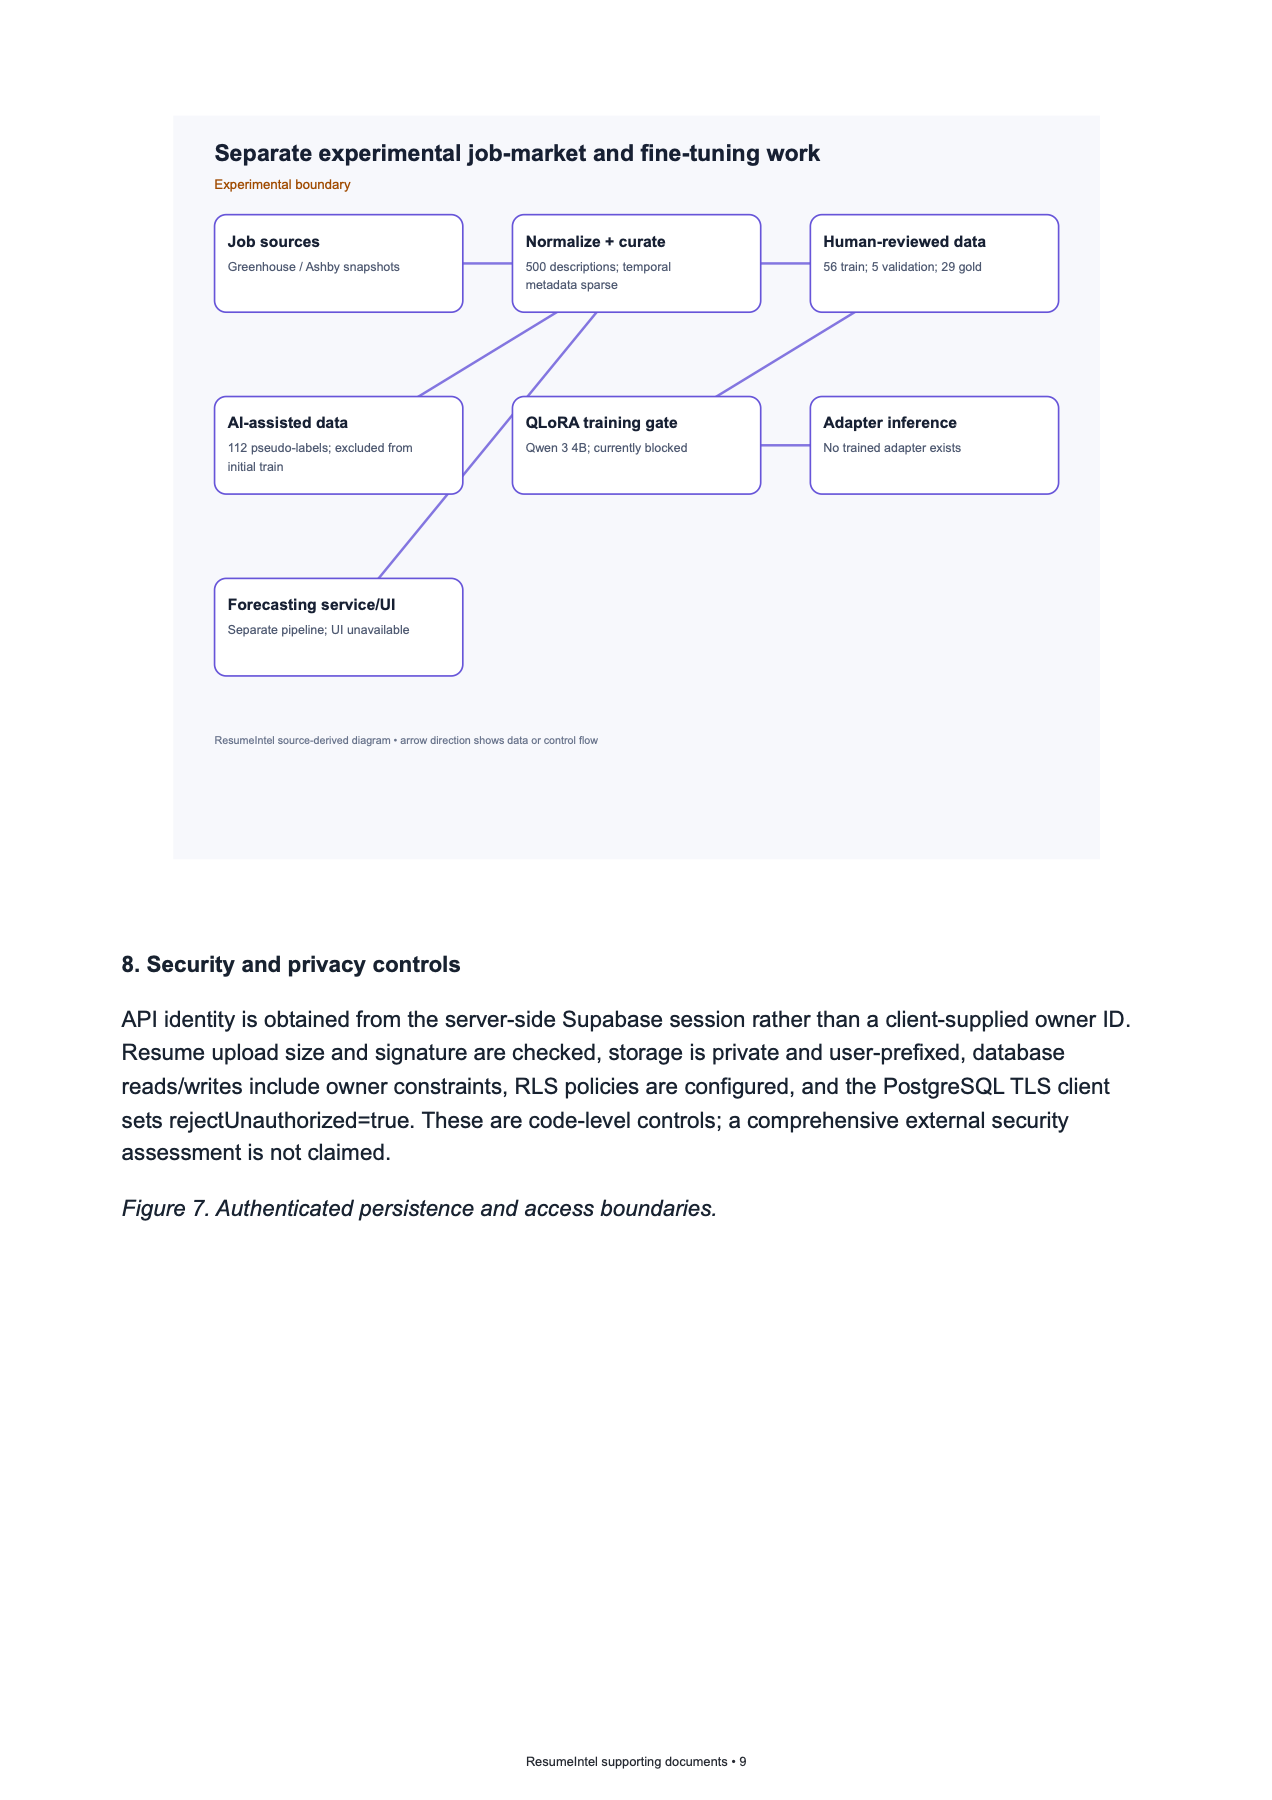 Separate experimental job-market and fine-tuning work
Experimental boundary
Job sources
Greenhouse / Ashby snapshots
Normalize + curate
500 descriptions; temporal
metadata sparse
Human-reviewed data
56 train; 5 validation; 29 gold
AI-assisted data
112 pseudo-labels; excluded from
initial train
QLoRA training gate
Qwen 3 4B; currently blocked
Adapter inference
No trained adapter exists
Forecasting service/UI
Separate pipeline; UI unavailable
ResumeIntel source-derived diagram • arrow direction shows data or control flow
8. Security and privacy controls
API identity is obtained from the server-side Supabase session rather than a client-supplied owner ID.
Resume upload size and signature are checked, storage is private and user-prefixed, database
reads/writes include owner constraints, RLS policies are configured, and the PostgreSQL TLS client
sets rejectUnauthorized=true. These are code-level controls; a comprehensive external security
assessment is not claimed.
Figure 7. Authenticated persistence and access boundaries.
ResumeIntel supporting documents • 9